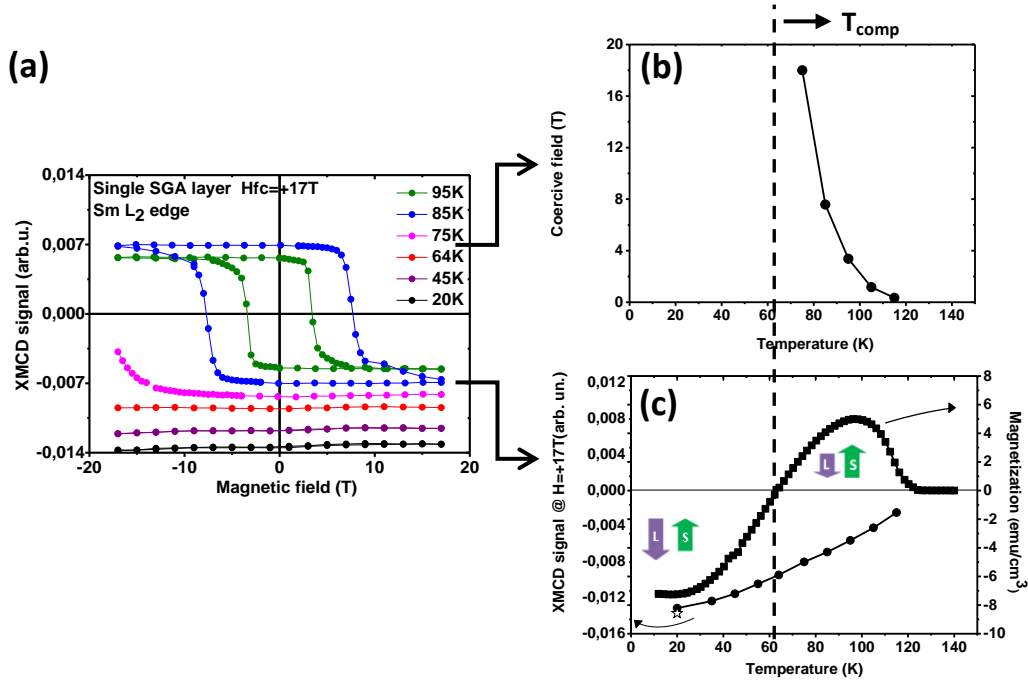 (a)
Single SGA layer Hfc=+17T
Sm L2 edge
95K
85K
75K
64K
45K
20K
XMCD signal (arb.u.)
0,014
0,007
0,000
-0,007
-0,014
-20
-10
0
10
20
Magnetic field (T)
Tcomp
(b)
Coercive field (T)
20
16
12
8
4
0
0
20
40
60
80
100
120
140
Temperature (K)
(c)
XMCD signal @ H=+17T(arb. un.)
0,012
0,008
0,004
0,000
-0,004
-0,008
-0,012
-0,016
L
S
L
S
8
6
4
2
0
-2
-4
-6
-8
-10
Magnetization (emu/cm3)
0
20
40
60
80
100
120
140
Temperature (K)